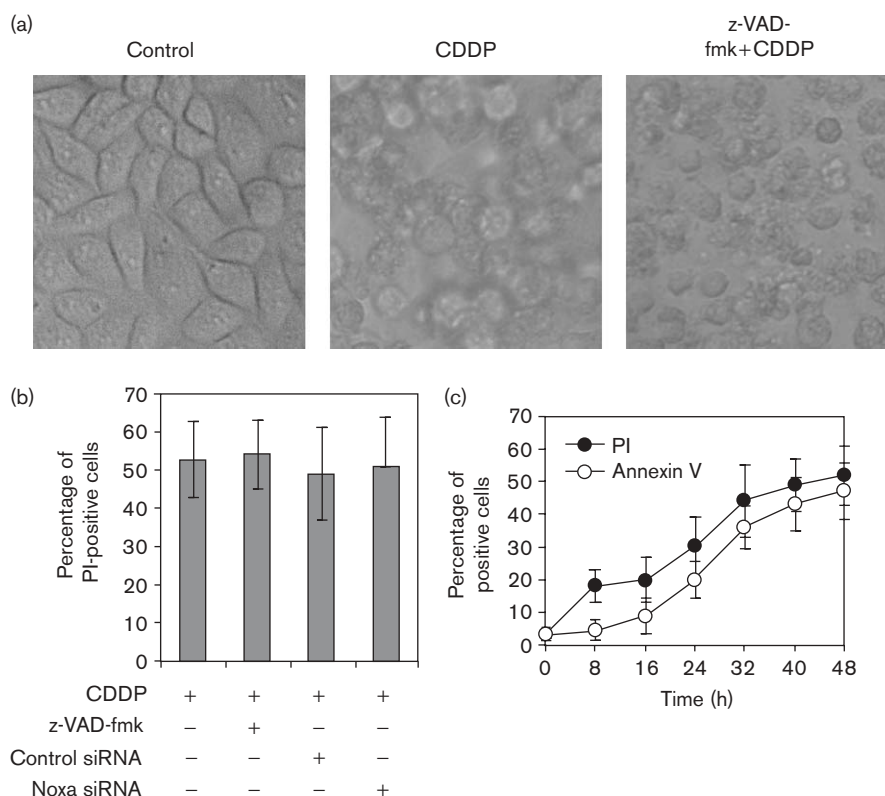 (a)
Control
CDDP
z-VAD-
fmk+CDDP
(b)
Percentage of
PI-positive cells
70
60
50
40
30
20
10
0
CDDP + + + +
z-VAD-fmk – + – –
Control siRNA – – + –
Noxa siRNA – – – +
(c)
Percentage of
positive cells
70
60
50
40
30
20
10
0
PI
Annexin V
0 8 16 24 32 40 48
Time (h)